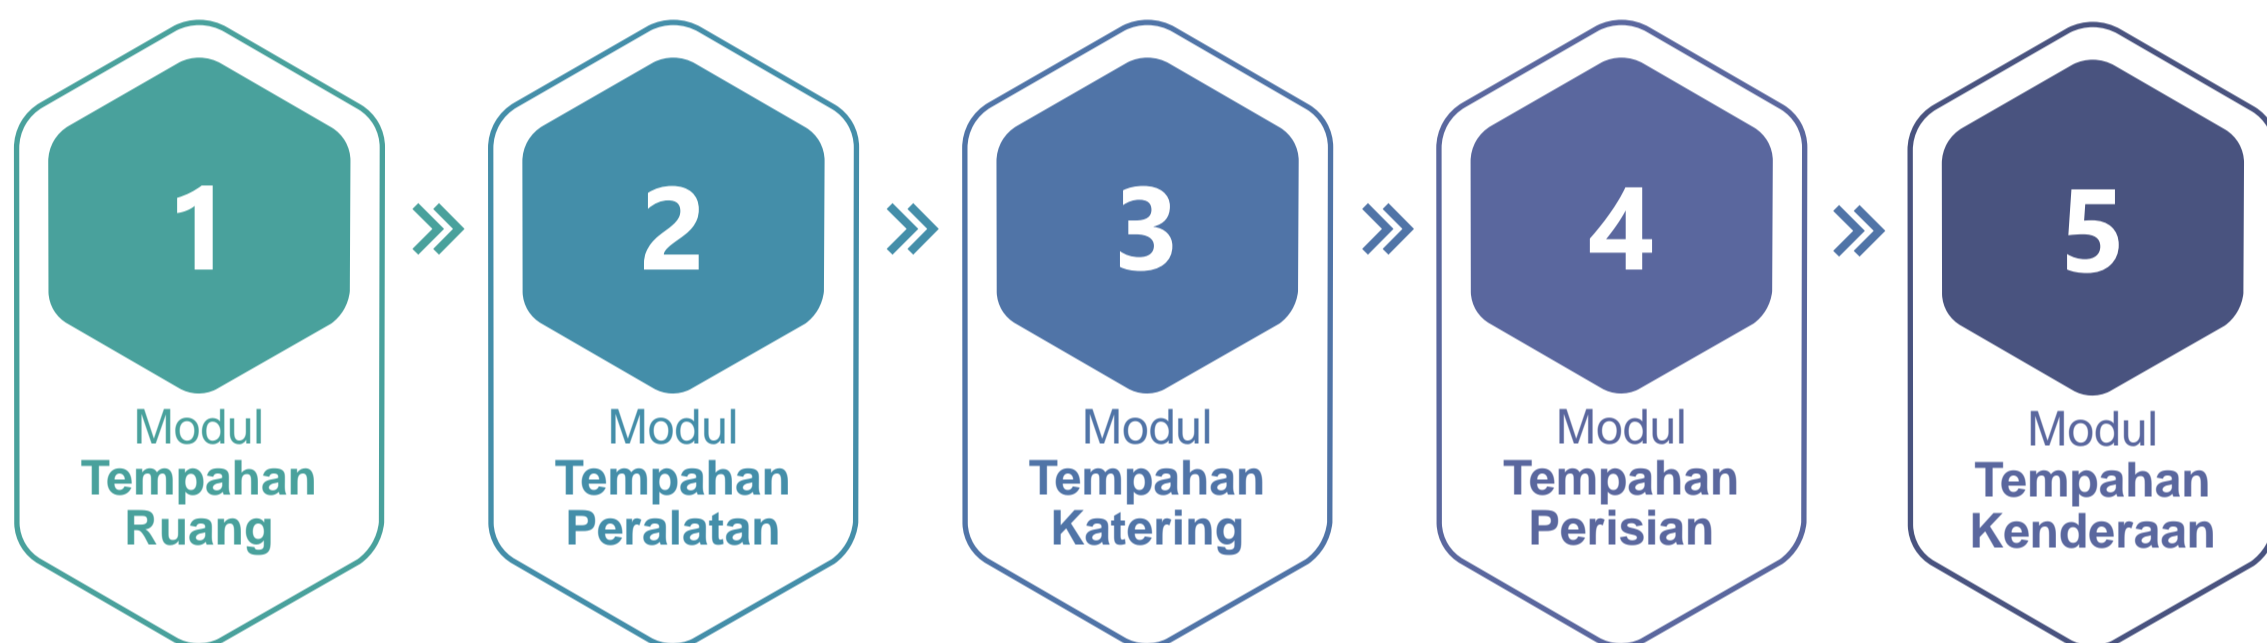 1
Modul
Tempahan
Ruang
2
Modul
Tempahan
Peralatan
3
Modul
Tempahan
Katering
4
Modul
Tempahan
Perisian
5
Modul
Tempahan
Kenderaan